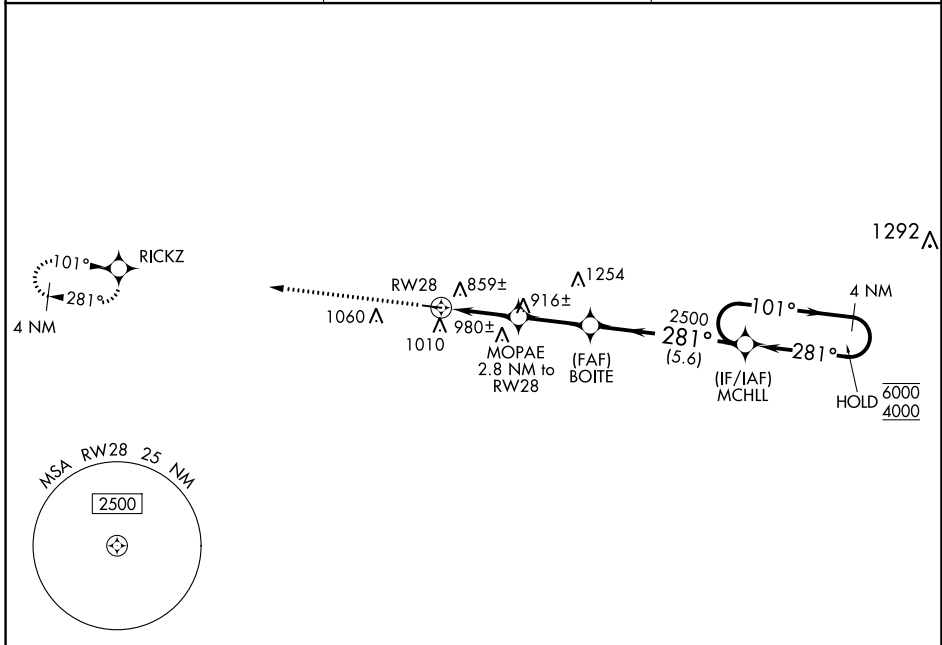 1292
101°
RICKZ
281°
4 NM
RW28
859±
1254
916±
1060
1010
980±
MOPAE
2.8 NM to
RW28
(FAF)
BOITE
2500
281°
(5.6)
(IF/IAF)
MCHLL
101°
4 NM
281°
HOLD
6000
4000
MSA RW28 25 NM
2500